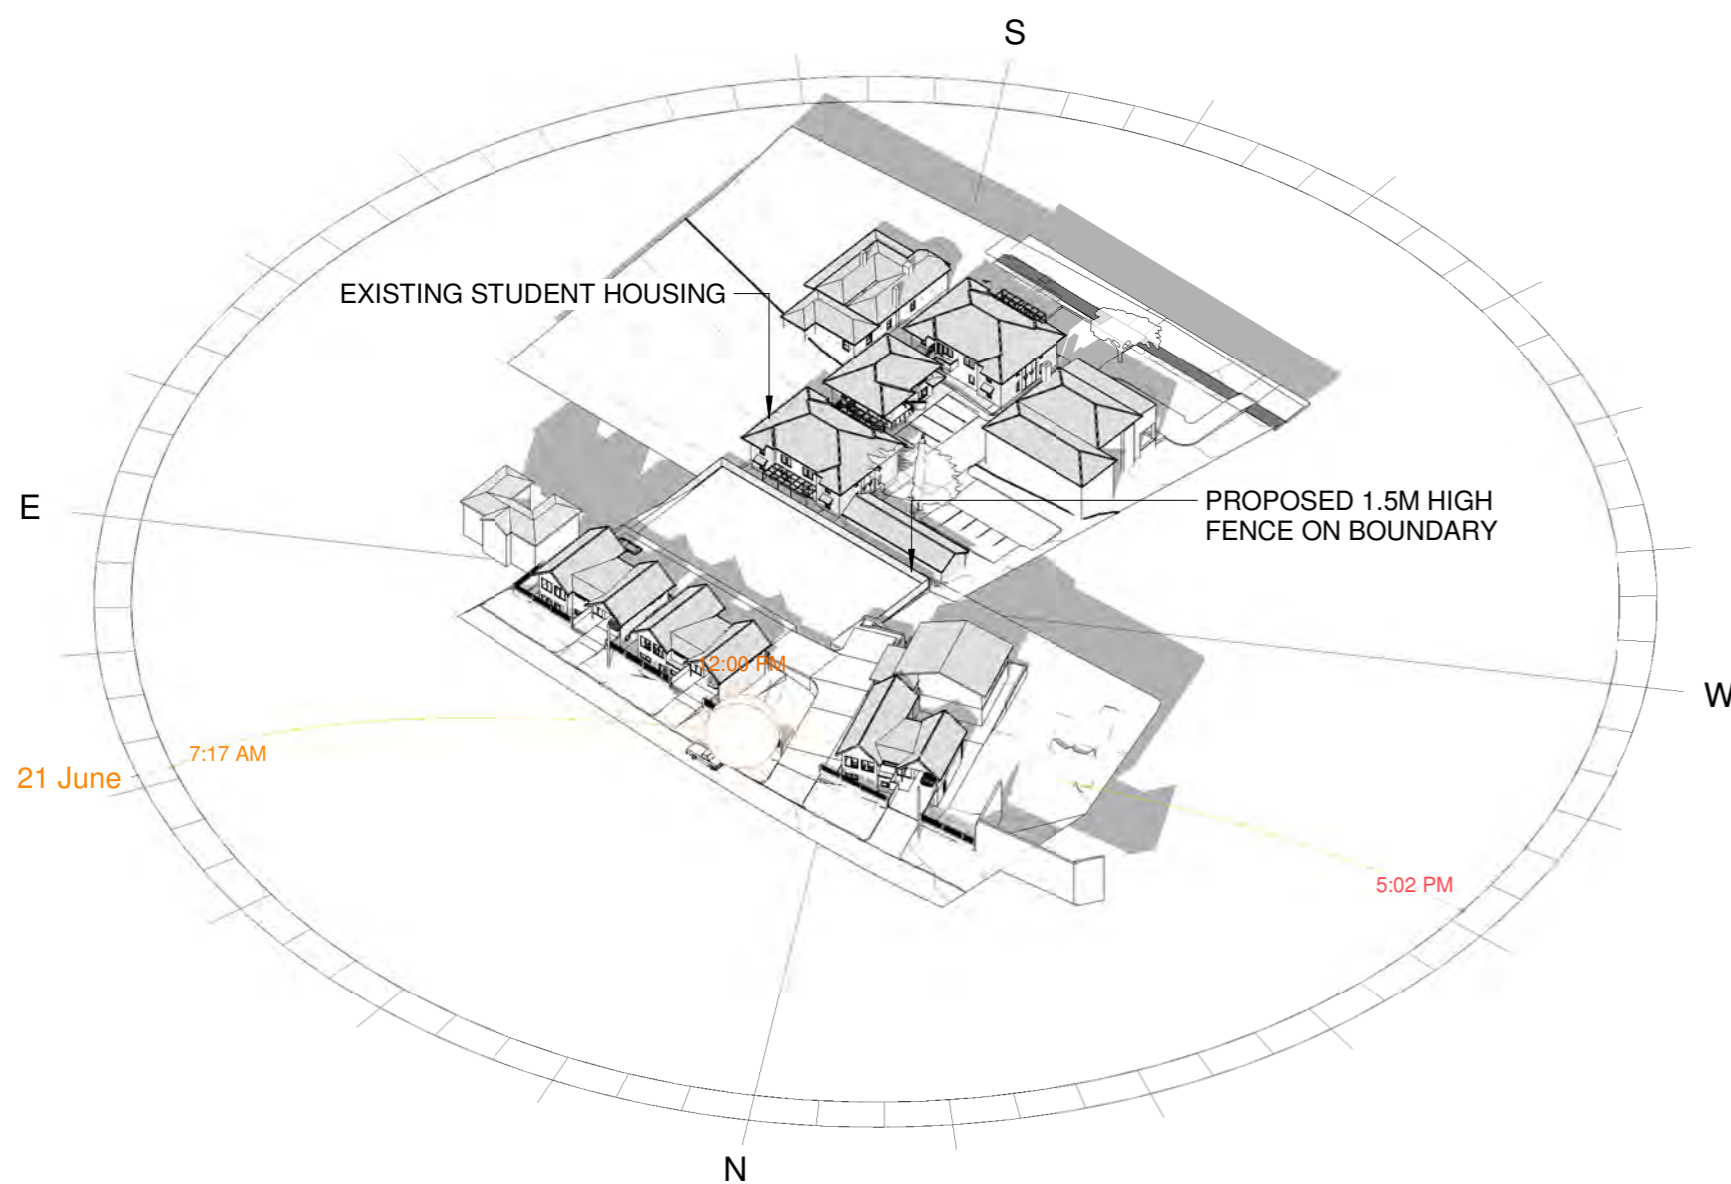 S
EXISTING STUDENT HOUSING
E
PROPOSED 1.5M HIGH
FENCE ON BOUNDARY
12:00 PM
W
7:17 AM
21 June
5:02 PM
N